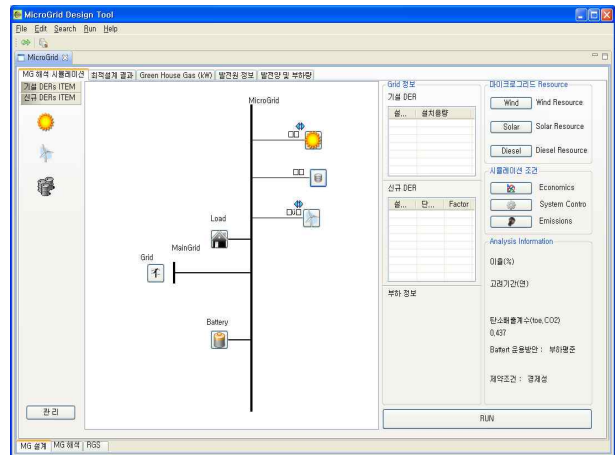 MicroGrid Design Tool
File Edit Search Run Help
MicroGrid
MG 해석 시뮬레이션 최적설계 결과 Green House Gas (kW) 발전원 정보 발전양 및 부하량
기설 DERs ITEM
신규 DERs ITEM
관리
MicroGrid
Load
MainGrid
Grid
Battery
Grid 정보
기설 DER
설... 설치용량
신규 DER
설... 단... Factor
부하 정보
마이크로그리드 Resource
Wind Wind Resource
Solar Solar Resource
Diesel Diesel Resource
시뮬레이션 조건
Economics
System Contro
Emissions
Analysis Information
이율(%)
고려기간(면)
탄소배출계수(toe,CO2)
0,437
Battert 운용방안 : 부하평준
제약조건 : 경제성
RUN
MG 설계 MG 해석 RGS